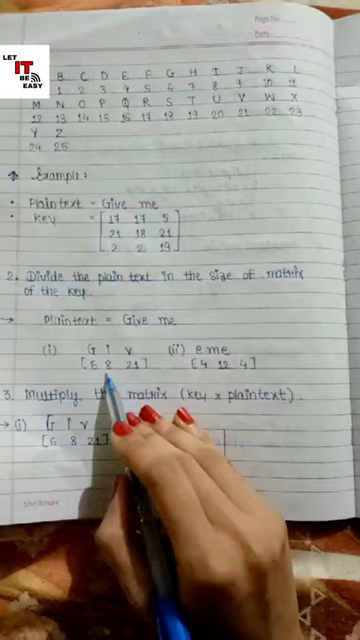 LET
IT
BE
EASY
Page No.
Date
B C D E F G H I J K L
1 2 3 4 5 6 7 8 9 10 11
M N O P Q R S T U V W X
12 13 14 15 16 17 18 19 20 21 22 23
Y Z
24 25
Example:
• Plaintext = Give me
• Key = [17 17 5
21 18 21
2 2 19]
2. Divide the plain text in the size of matrix
of the key.
→ Plaintext = Give me
(i) G i v (ii) e me
[6 8 21] [4 12 4]
3. Multiply the matrix (key x plaintext).
→ (i) G i v
[6 8 21]
Shrikrupa